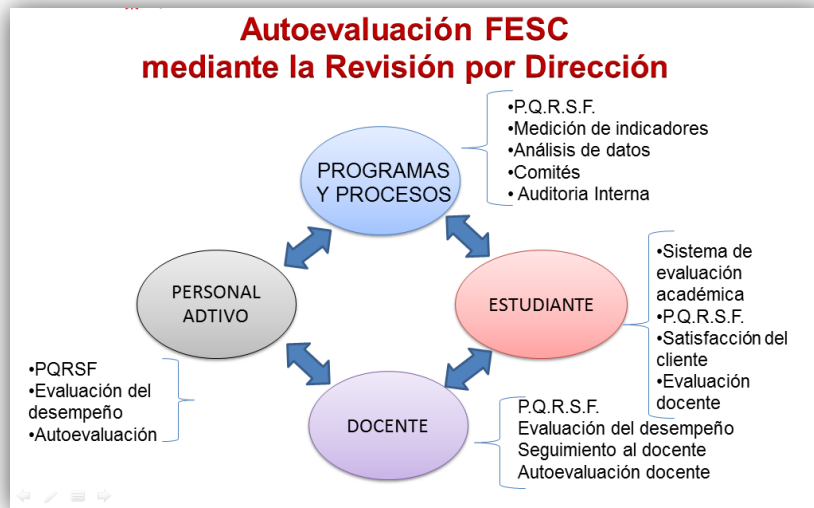 Autoevaluación FESC
mediante la Revisión por Dirección
•P.Q.R.S.F.
•Medición de indicadores
•Análisis de datos
•Comités
• Auditoria Interna
PROGRAMAS
Y PROCESOS
PERSONAL
ADTIVO
ESTUDIANTE
•Sistema de
evaluación
académica
•P.Q.R.S.F.
•Satisfacción del
cliente
•Evaluación
docente
•PQRSF
•Evaluación del
desempeño
•Autoevaluación
DOCENTE
P.Q.R.S.F.
Evaluación del desempeño
Seguimiento al docente
Autoevaluación docente